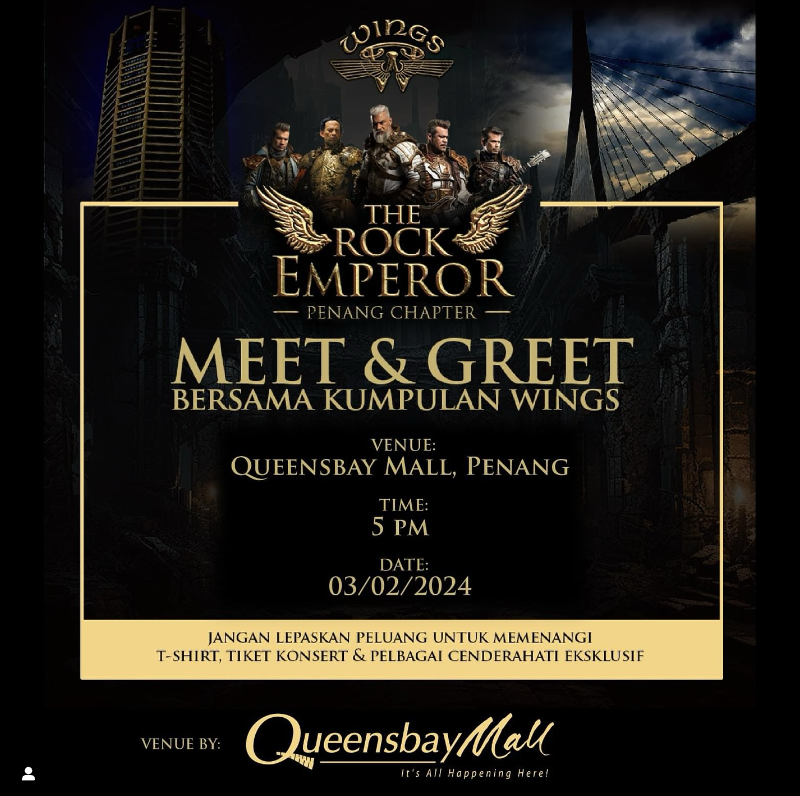 WINGS
THE
ROCK
EMPEROR
— PENANG CHAPTER —
MEET & GREET
BERSAMA KUMPULAN WINGS
VENUE:
QUEENSBAY MALL, PENANG
TIME:
5 PM
DATE:
03/02/2024
JANGAN LEPASKAN PELUANG UNTUK MEMENANGI
T-SHIRT, TIKET KONSERT & PELBAGAI CENDERAHATI EKSKLUSIF
VENUE BY: Queensbay Mall
It's All Happening Here!